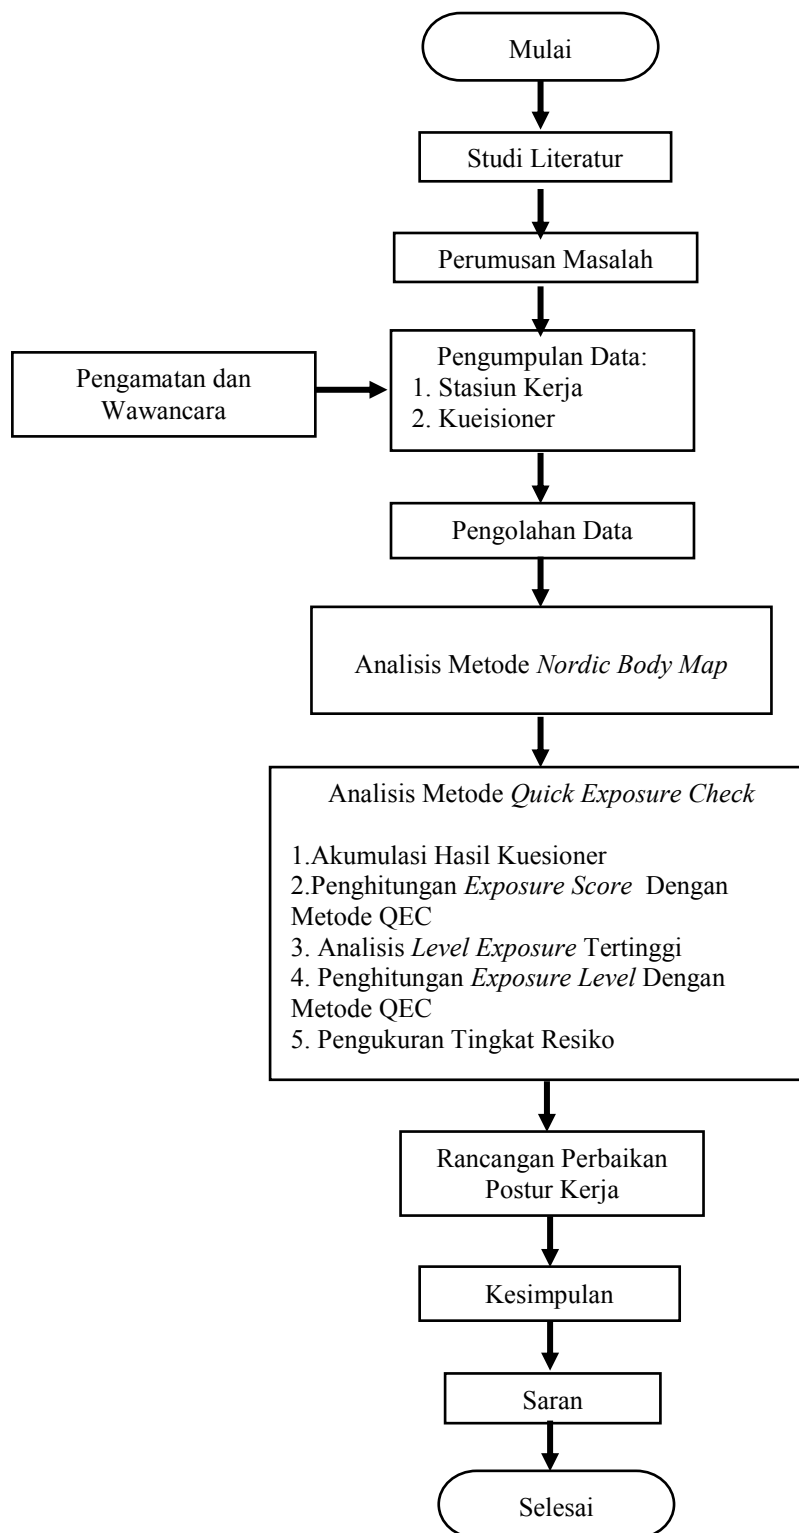 Mulai
Studi Literatur
Perumusan Masalah
Pengamatan dan
Wawancara
Pengumpulan Data:
1. Stasiun Kerja
2. Kueisioner
Pengolahan Data
Analisis Metode Nordic Body Map
Analisis Metode Quick Exposure Check
1.Akumulasi Hasil Kuesioner
2.Penghitungan Exposure Score Dengan
Metode QEC
3. Analisis Level Exposure Tertinggi
4. Penghitungan Exposure Level Dengan
Metode QEC
5. Pengukuran Tingkat Resiko
Rancangan Perbaikan
Postur Kerja
Kesimpulan
Saran
Selesai